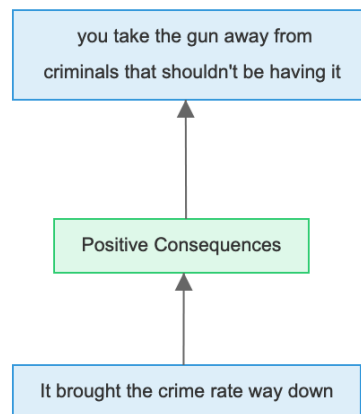 you take the gun away from
criminals that shouldn't be having it
Positive Consequences
It brought the crime rate way down